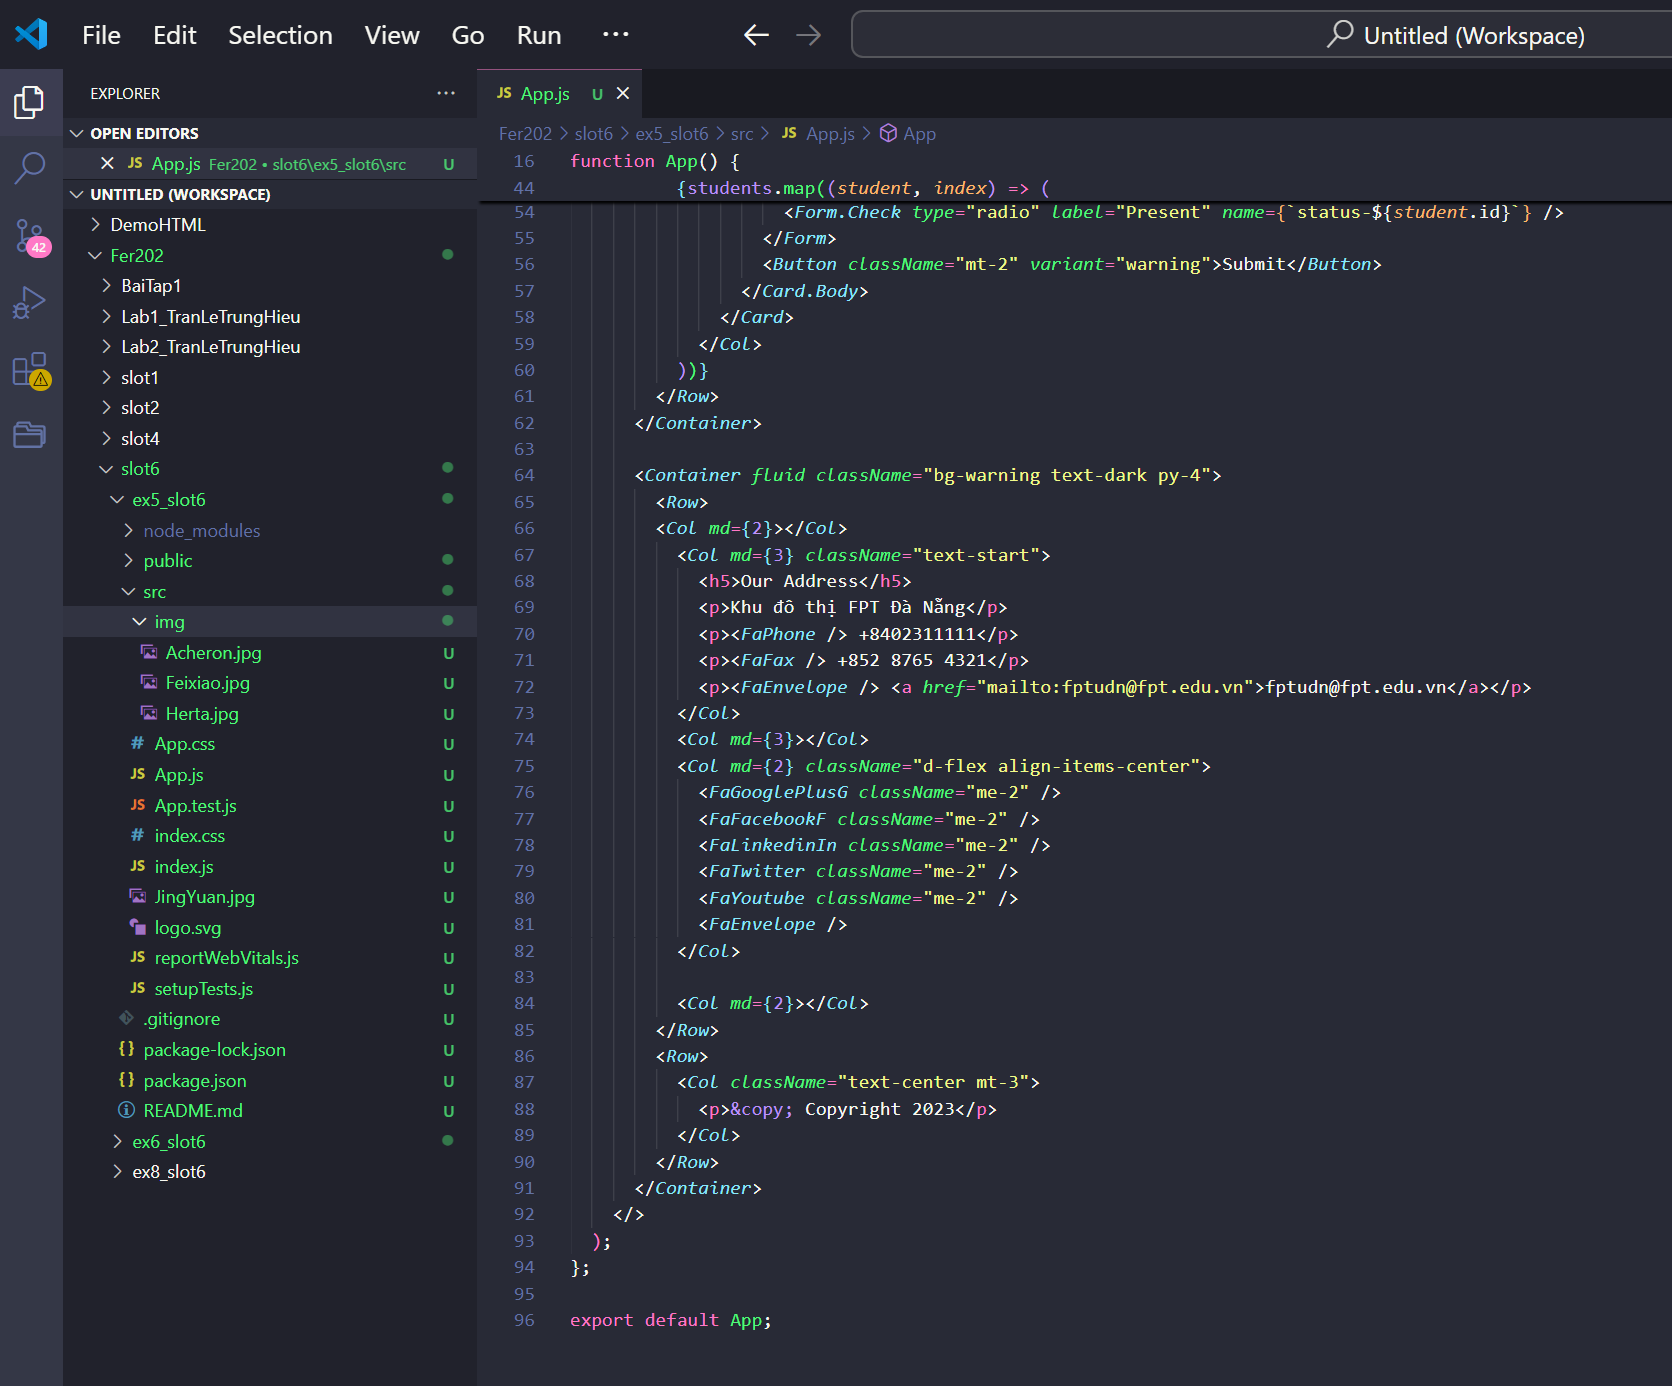 File Edit Selection View Go Run ··· Untitled (Workspace)
EXPLORER ···
OPEN EDITORS
JS App.js Fer202 • slot6\ex5_slot6\src U
UNTITLED (WORKSPACE)
DemoHTML
Fer202
BaiTap1
Lab1_TranLeTrungHieu
Lab2_TranLeTrungHieu
slot1
slot2
slot4
slot6
ex5_slot6
node_modules
public
src
img
Acheron.jpg U
Feixiao.jpg U
Herta.jpg U
# App.css U
JS App.js U
JS App.test.js U
# index.css U
JS index.js U
JingYuan.jpg U
logo.svg U
JS reportWebVitals.js U
JS setupTests.js U
.gitignore U
{} package-lock.json U
{} package.json U
README.md U
ex6_slot6
ex8_slot6
42
JS App.js U
Fer202 > slot6 > ex5_slot6 > src > JS App.js > App
16 function App() {
44 {students.map((student, index) => (
54 <Form.Check type="radio" label="Present" name={`status-${student.id}`} />
55 </Form>
56 <Button className="mt-2" variant="warning">Submit</Button>
57 </Card.Body>
58 </Card>
59 </Col>
60 ))}
61 </Row>
62 </Container>
63
64 <Container fluid className="bg-warning text-dark py-4">
65 <Row>
66 <Col md={2}></Col>
67 <Col md={3} className="text-start">
68 <h5>Our Address</h5>
69 <p>Khu đô thị FPT Đà Nẵng</p>
70 <p><FaPhone /> +8402311111</p>
71 <p><FaFax /> +852 8765 4321</p>
72 <p><FaEnvelope /> <a href="mailto:fptudn@fpt.edu.vn">fptudn@fpt.edu.vn</a></p>
73 </Col>
74 <Col md={3}></Col>
75 <Col md={2} className="d-flex align-items-center">
76 <FaGooglePlusG className="me-2" />
77 <FaFacebookF className="me-2" />
78 <FaLinkedinIn className="me-2" />
79 <FaTwitter className="me-2" />
80 <FaYoutube className="me-2" />
81 <FaEnvelope />
82 </Col>
83
84 <Col md={2}></Col>
85 </Row>
86 <Row>
87 <Col className="text-center mt-3">
88 <p>&copy; Copyright 2023</p>
89 </Col>
90 </Row>
91 </Container>
92 </>
93 );
94 };
95
96 export default App;